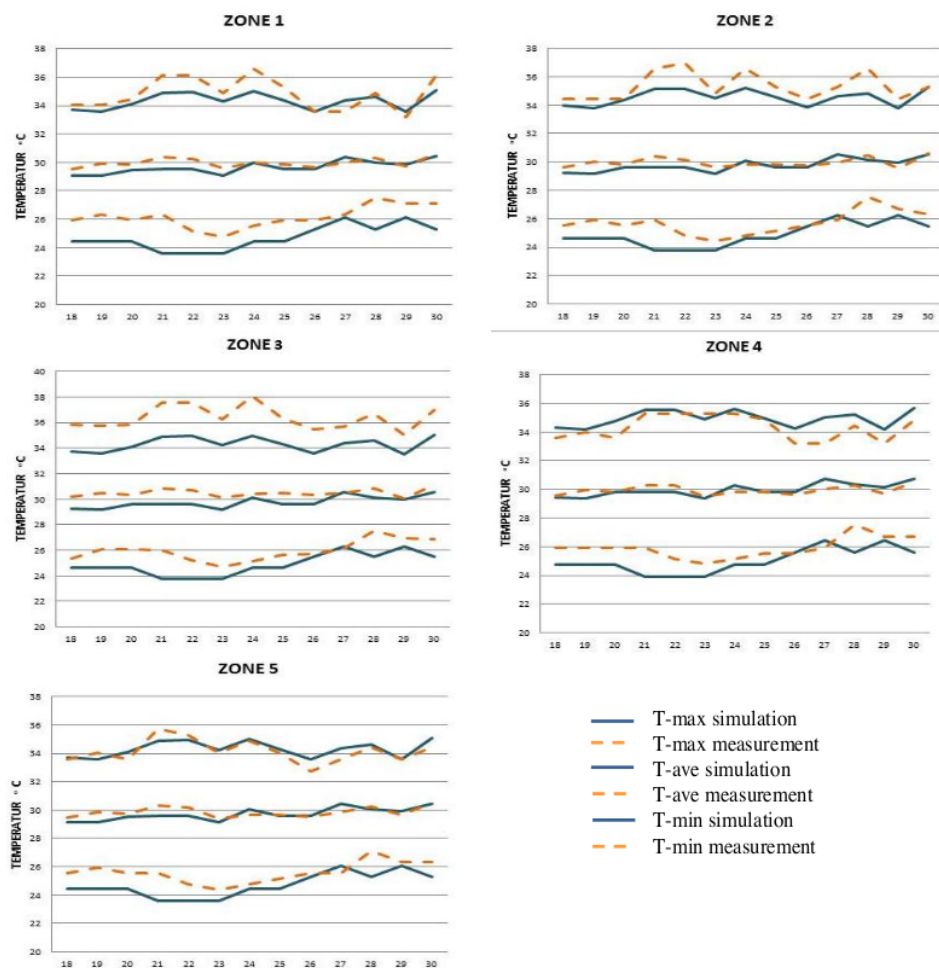 ZONE 1
TEMPERATUR °C
38
36
34
32
30
28
26
24
22
20
18 19 20 21 22 23 24 25 26 27 28 29 30
ZONE 2
TEMPERATUR °C
38
36
34
32
30
28
26
24
22
20
18 19 20 21 22 23 24 25 26 27 28 29 30
ZONE 3
TEMPERATUR °C
40
38
36
34
32
30
28
26
24
22
20
18 19 20 21 22 23 24 25 26 27 28 29 30
ZONE 4
TEMPERATUR °C
38
36
34
32
30
28
26
24
22
20
18 19 20 21 22 23 24 25 26 27 28 29 30
ZONE 5
TEMPERATUR ° C
38
36
34
32
30
28
26
24
22
20
18 19 20 21 22 23 24 25 26 27 28 29 30
T-max simulation
T-max measurement
T-ave simulation
T-ave measurement
T-min simulation
T-min measurement